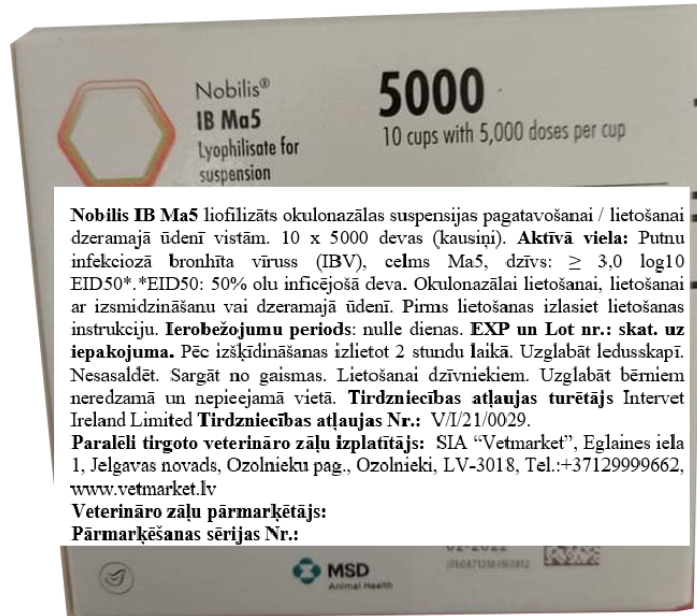 Nobilis®
IB Ma5
Lyophilisate for
suspension
5000
10 cups with 5,000 doses per cup
Nobilis IB Ma5 liofilizāts okulonazālas suspensijas pagatavošanai / lietošanai
dzeramajā ūdenī vistām. 10 x 5000 devas (kausiņi). Aktīvā viela: Putnu
infekciozā bronhīta vīruss (IBV), celms Ma5, dzīvs: ≥ 3,0 log10
EID50*.*EID50: 50% olu inficējošā deva. Okulonazālai lietošanai, lietošanai
ar izsmidzināšanu vai dzeramajā ūdenī. Pirms lietošanas izlasiet lietošanas
instrukciju. Ierobežojumu periods: nulle dienas. EXP un Lot nr.: skat. uz
iepakojuma. Pēc izšķīdināšanas izlietot 2 stundu laikā. Uzglabāt ledusskapī.
Nesasaldēt. Sargāt no gaismas. Lietošanai dzīvniekiem. Uzglabāt bērniem
neredzamā un nepieejamā vietā. Tirdzniecības atļaujas turētājs Intervet
Ireland Limited Tirdzniecības atļaujas Nr.: V/I/21/0029.
Paralēli tirgoto veterināro zāļu izplatītājs: SIA “Vetmarket”, Eglaines iela
1, Jelgavas novads, Ozolnieku pag., Ozolnieki, LV-3018, Tel.:+37129999662,
www.vetmarket.lv
Veterināro zāļu pārmarķētājs:
Pārmarķēšanas sērijas Nr.:
MSD
Animal Health